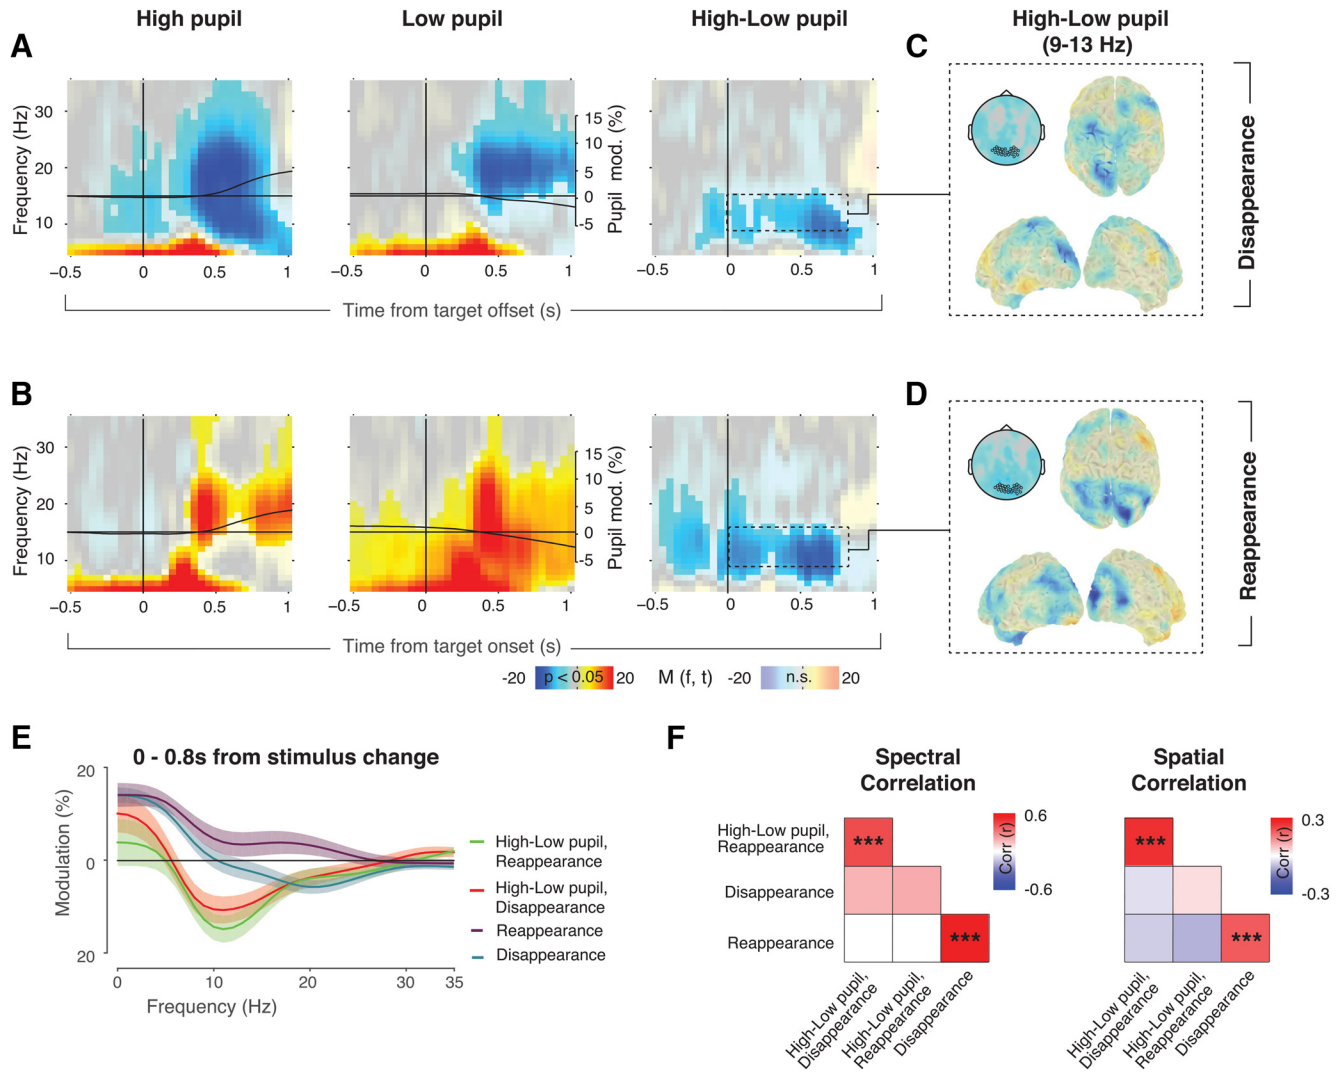 High pupil
Low pupil
High-Low pupil
High-Low pupil
(9-13 Hz)
A
C
Frequency (Hz)
30
20
10
−0.5
0
0.5
1
−0.5
0
0.5
1
15
10
5
0
-5
Pupil mod. (%)
−0.5
0
0.5
1
Time from target offset (s)
Disappearance
B
D
Frequency (Hz)
30
20
10
−0.5
0
0.5
1
−0.5
0
0.5
1
15
10
5
0
-5
Pupil mod. (%)
−0.5
0
0.5
1
Time from target onset (s)
Reappearance
-20
p < 0.05
20
M (f, t)
-20
n.s.
20
E
0 - 0.8s from stimulus change
Modulation (%)
20
0
20
0
10
20
30
35
Frequency (Hz)
High-Low pupil,
Reappearance
High-Low pupil,
Disappearance
Reappearance
Disappearance
F
Spectral
Correlation
High-Low pupil,
Reappearance
Disappearance
Reappearance
***
***
High-Low pupil,
Disappearance
High-Low pupil,
Reappearance
Disappearance
0.6
Corr (r)
-0.6
Spatial
Correlation
***
***
High-Low pupil,
Disappearance
High-Low pupil,
Reappearance
Disappearance
0.3
Corr (r)
-0.3